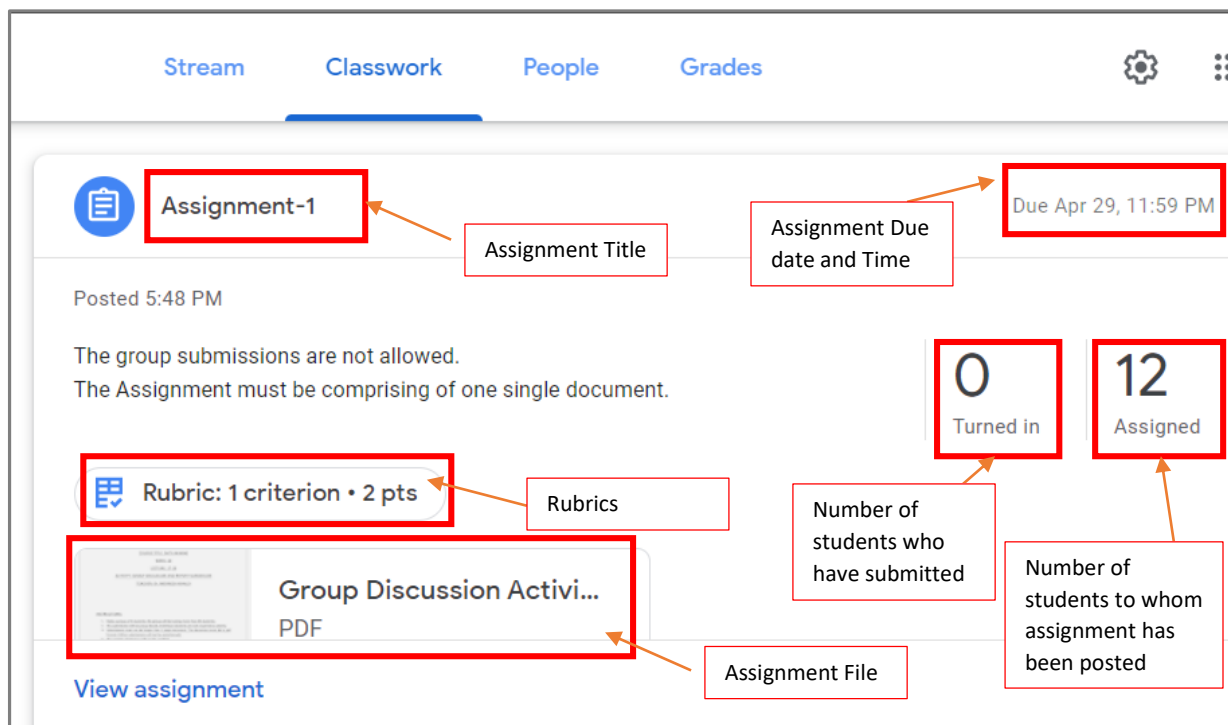 Stream Classwork People Grades
Assignment-1
Due Apr 29, 11:59 PM
Assignment Title
Assignment Due
date and Time
Posted 5:48 PM
The group submissions are not allowed.
The Assignment must be comprising of one single document.
0
Turned in
12
Assigned
Rubric: 1 criterion • 2 pts
Rubrics
Number of
students who
have submitted
Number of
students to whom
assignment has
been posted
Group Discussion Activi...
PDF
Assignment File
View assignment